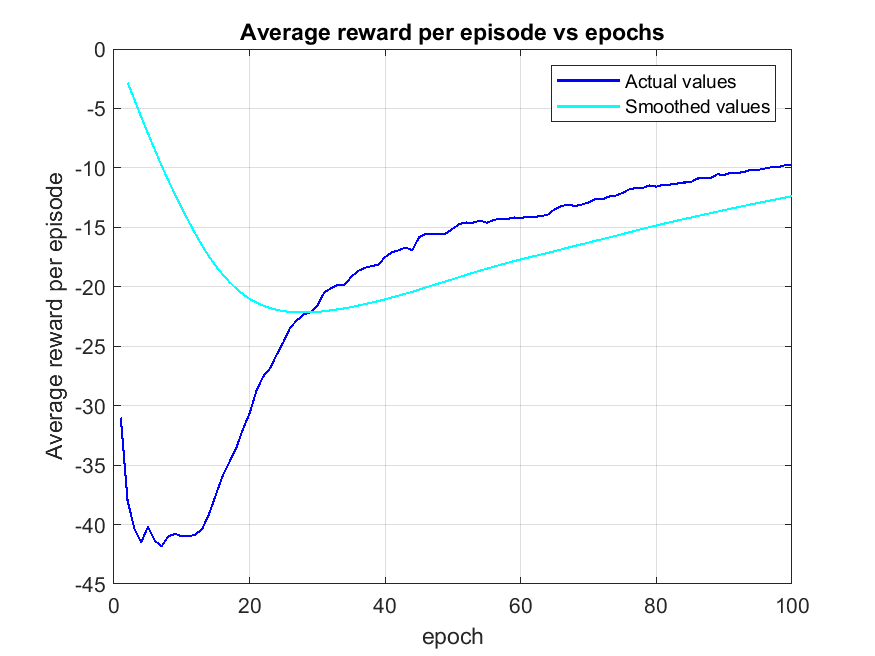 Average reward per episode vs epochs
0
-5
-10
-15
-20
-25
-30
-35
-40
-45
Average reward per episode
Actual values
Smoothed values
0 20 40 60 80 100
epoch